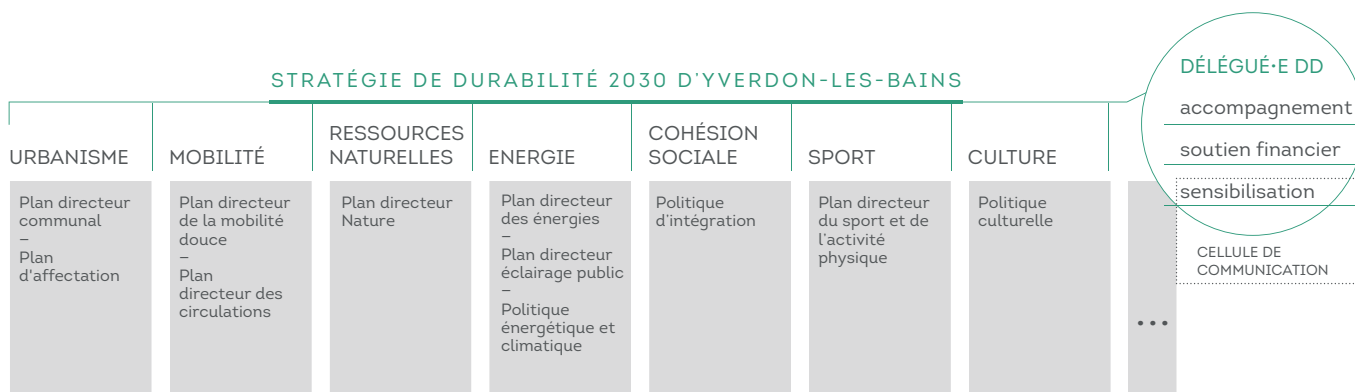 STRATÉGIE DE DURABILITÉ 2030 D'YVERDON-LES-BAINS
DÉLÉGUÉ·E DD
accompagnement
soutien financier
sensibilisation
CELLULE DE
COMMUNICATION
URBANISME
Plan directeur
communal
–
Plan
d'affectation
MOBILITÉ
Plan directeur
de la mobilité
douce
–
Plan
directeur des
circulations
RESSOURCES
NATURELLES
Plan directeur
Nature
ENERGIE
Plan directeur
des énergies
–
Plan directeur
éclairage public
–
Politique
énergétique et
climatique
COHÉSION
SOCIALE
Politique
d'intégration
SPORT
Plan directeur
du sport et de
l'activité
physique
CULTURE
Politique
culturelle
...